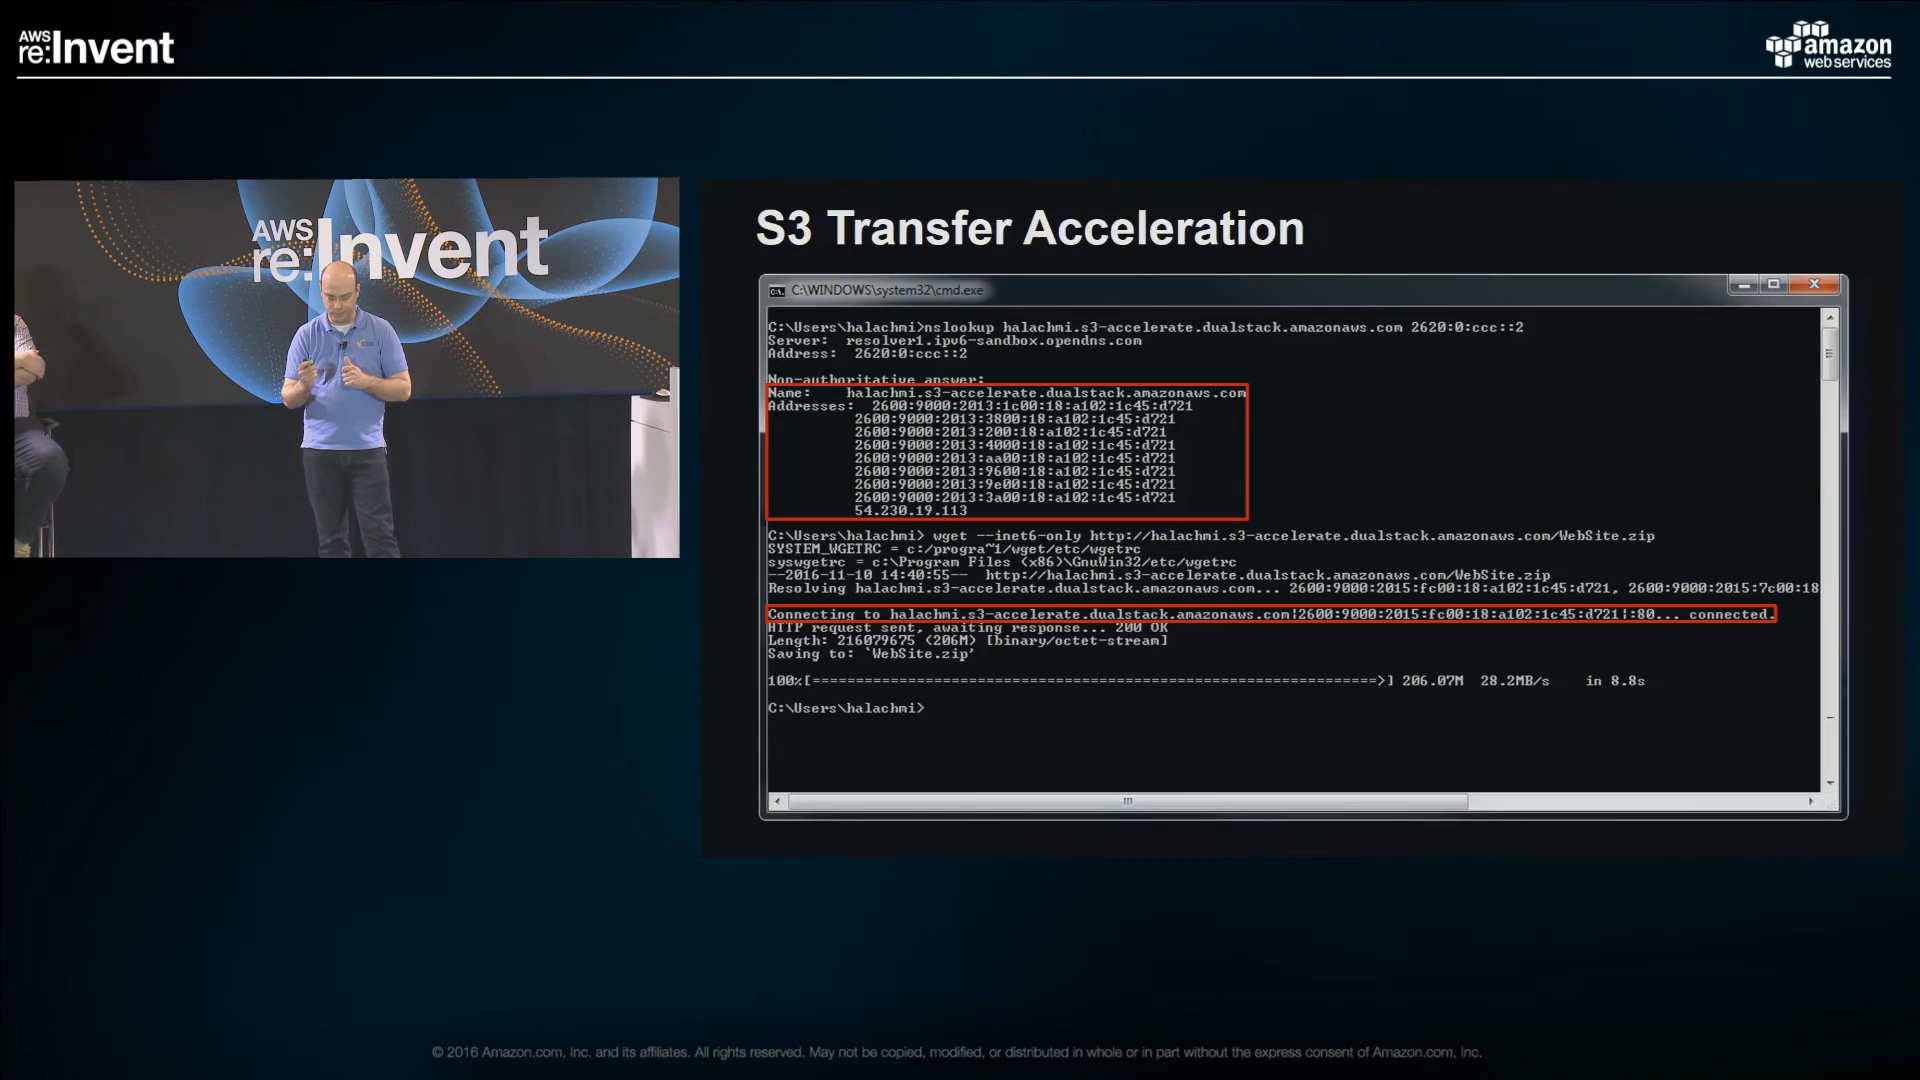 AWS
re:Invent
amazon
web services
AWS
re:Invent
S3 Transfer Acceleration
C:\WINDOWS\system32\cmd.exe
C:\Users\halachmi>nslookup halachmi.s3-accelerate.dualstack.amazonaws.com 2620:0:ccc::2
Server:  resolver1.ipv6-sandbox.opendns.com
Address:  2620:0:ccc::2
Non-authoritative answer:
Name:    halachmi.s3-accelerate.dualstack.amazonaws.com
Addresses:  2600:9000:2013:1c00:18:a102:1c45:d721
2600:9000:2013:3800:18:a102:1c45:d721
2600:9000:2013:200:18:a102:1c45:d721
2600:9000:2013:4000:18:a102:1c45:d721
2600:9000:2013:aa00:18:a102:1c45:d721
2600:9000:2013:9600:18:a102:1c45:d721
2600:9000:2013:9e00:18:a102:1c45:d721
2600:9000:2013:3a00:18:a102:1c45:d721
54.230.19.113
C:\Users\halachmi> wget --inet6-only http://halachmi.s3-accelerate.dualstack.amazonaws.com/WebSite.zip
SYSTEM_WGETRC = c:/progra~1/wget/etc/wgetrc
syswgetrc = c:\Program Files (x86)\GnuWin32/etc/wgetrc
--2016-11-10 14:40:55--  http://halachmi.s3-accelerate.dualstack.amazonaws.com/WebSite.zip
Resolving halachmi.s3-accelerate.dualstack.amazonaws.com... 2600:9000:2015:fc00:18:a102:1c45:d721, 2600:9000:2015:7c00:18
Connecting to halachmi.s3-accelerate.dualstack.amazonaws.com|2600:9000:2015:fc00:18:a102:1c45:d721|:80... connected.
HTTP request sent, awaiting response... 200 OK
Length: 216079675 (206M) [binary/octet-stream]
Saving to: `WebSite.zip'
100%[=================================================================>] 206.07M  28.2MB/s    in 8.8s
C:\Users\halachmi>
© 2016 Amazon.com, Inc. and its affiliates. All rights reserved. May not be copied, modified, or distributed in whole or in part without the express consent of Amazon.com, Inc.